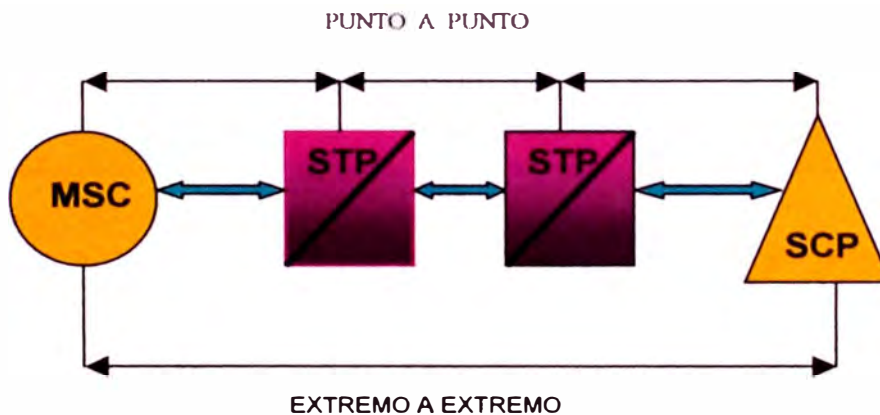 PUNTO A PUNTO
MSC
STP
STP
SCP
EXTREMO A EXTREMO